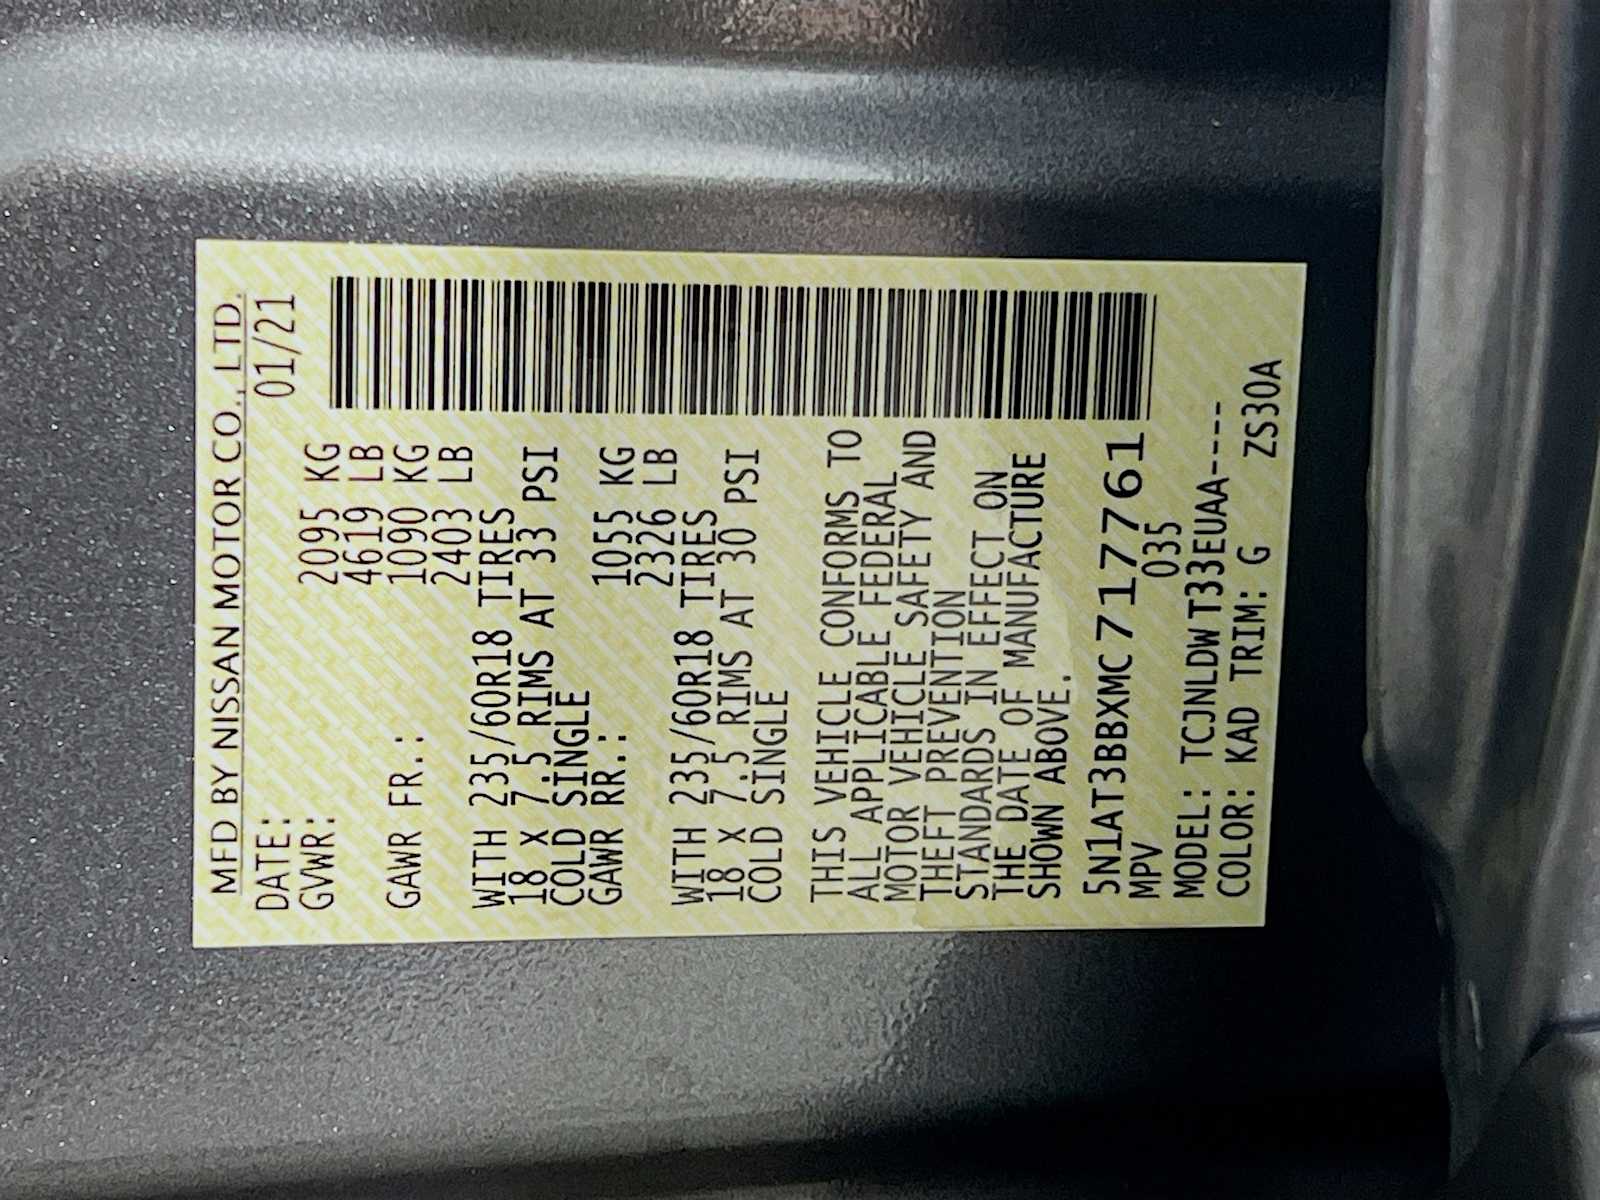 MFD BY NISSAN MOTOR CO., LTD.
DATE: 01/21
GVWR: 2095 KG
4619 LB
GAWR FR.: 1090 KG
2403 LB
WITH 235/60R18 TIRES
18 X 7.5 RIMS AT 33 PSI
COLD SINGLE
GAWR RR.: 1055 KG
2326 LB
WITH 235/60R18 TIRES
18 X 7.5 RIMS AT 30 PSI
COLD SINGLE
THIS VEHICLE CONFORMS TO
ALL APPLICABLE FEDERAL
MOTOR VEHICLE SAFETY AND
THEFT PREVENTION
STANDARDS IN EFFECT ON
THE DATE OF MANUFACTURE
SHOWN ABOVE.
5N1AT3BBXMC717761
MPV 035
MODEL: TCJNLDWT33EUAA----
COLOR: KAD TRIM: G ZS30A